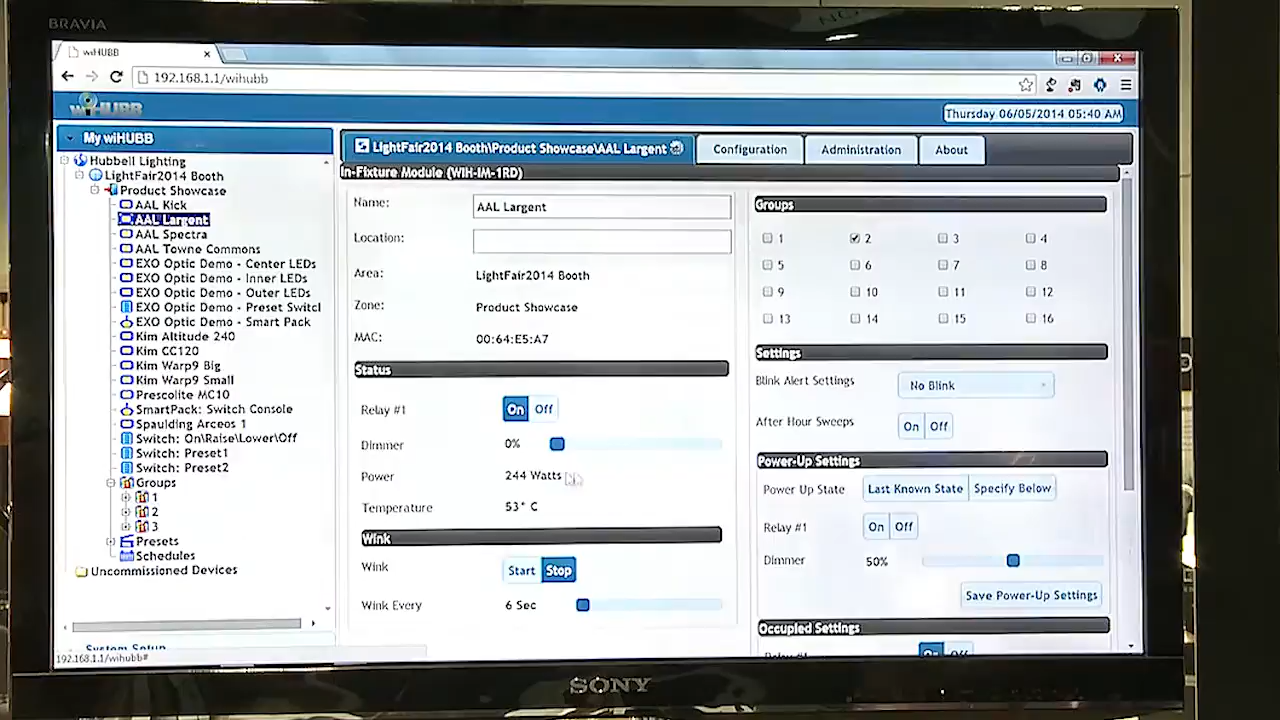 BRAVIA
wiHUBB
192.168.1.1/wihubb
wiHUBB
Thursday 06/05/2014 05:40 AM
My wiHUBB
Hubbell Lighting
LightFair2014 Booth
Product Showcase
AAL Kick
AAL Largent
AAL Spectra
AAL Towne Commons
EXO Optic Demo - Center LEDs
EXO Optic Demo - Inner LEDs
EXO Optic Demo - Outer LEDs
EXO Optic Demo - Preset Switcl
EXO Optic Demo - Smart Pack
Kim Altitude 240
Kim CC120
Kim Warp9 Big
Kim Warp9 Small
Prescolite MC10
SmartPack: Switch Console
Spaulding Arceos 1
Switch: On\Raise\Lower\Off
Switch: Preset1
Switch: Preset2
Groups
1
2
3
Presets
Schedules
Uncommissioned Devices
System Setup
192.168.1.1/wihubb#
LightFair2014 Booth\Product Showcase\AAL Largent
Configuration
Administration
About
In-Fixture Module (WIH-IM-1RD)
Name: AAL Largent
Location:
Area: LightFair2014 Booth
Zone: Product Showcase
MAC: 00:64:E5:A7
Status
Relay #1 On Off
Dimmer 0%
Power 244 Watts
Temperature 53° C
Wink
Wink Start Stop
Wink Every 6 Sec
Groups
1 2 3 4
5 6 7 8
9 10 11 12
13 14 15 16
Settings
Blink Alert Settings No Blink
After Hour Sweeps On Off
Power-Up Settings
Power Up State Last Known State Specify Below
Relay #1 On Off
Dimmer 50%
Save Power-Up Settings
Occupied Settings
Relay #1 On Off
SONY